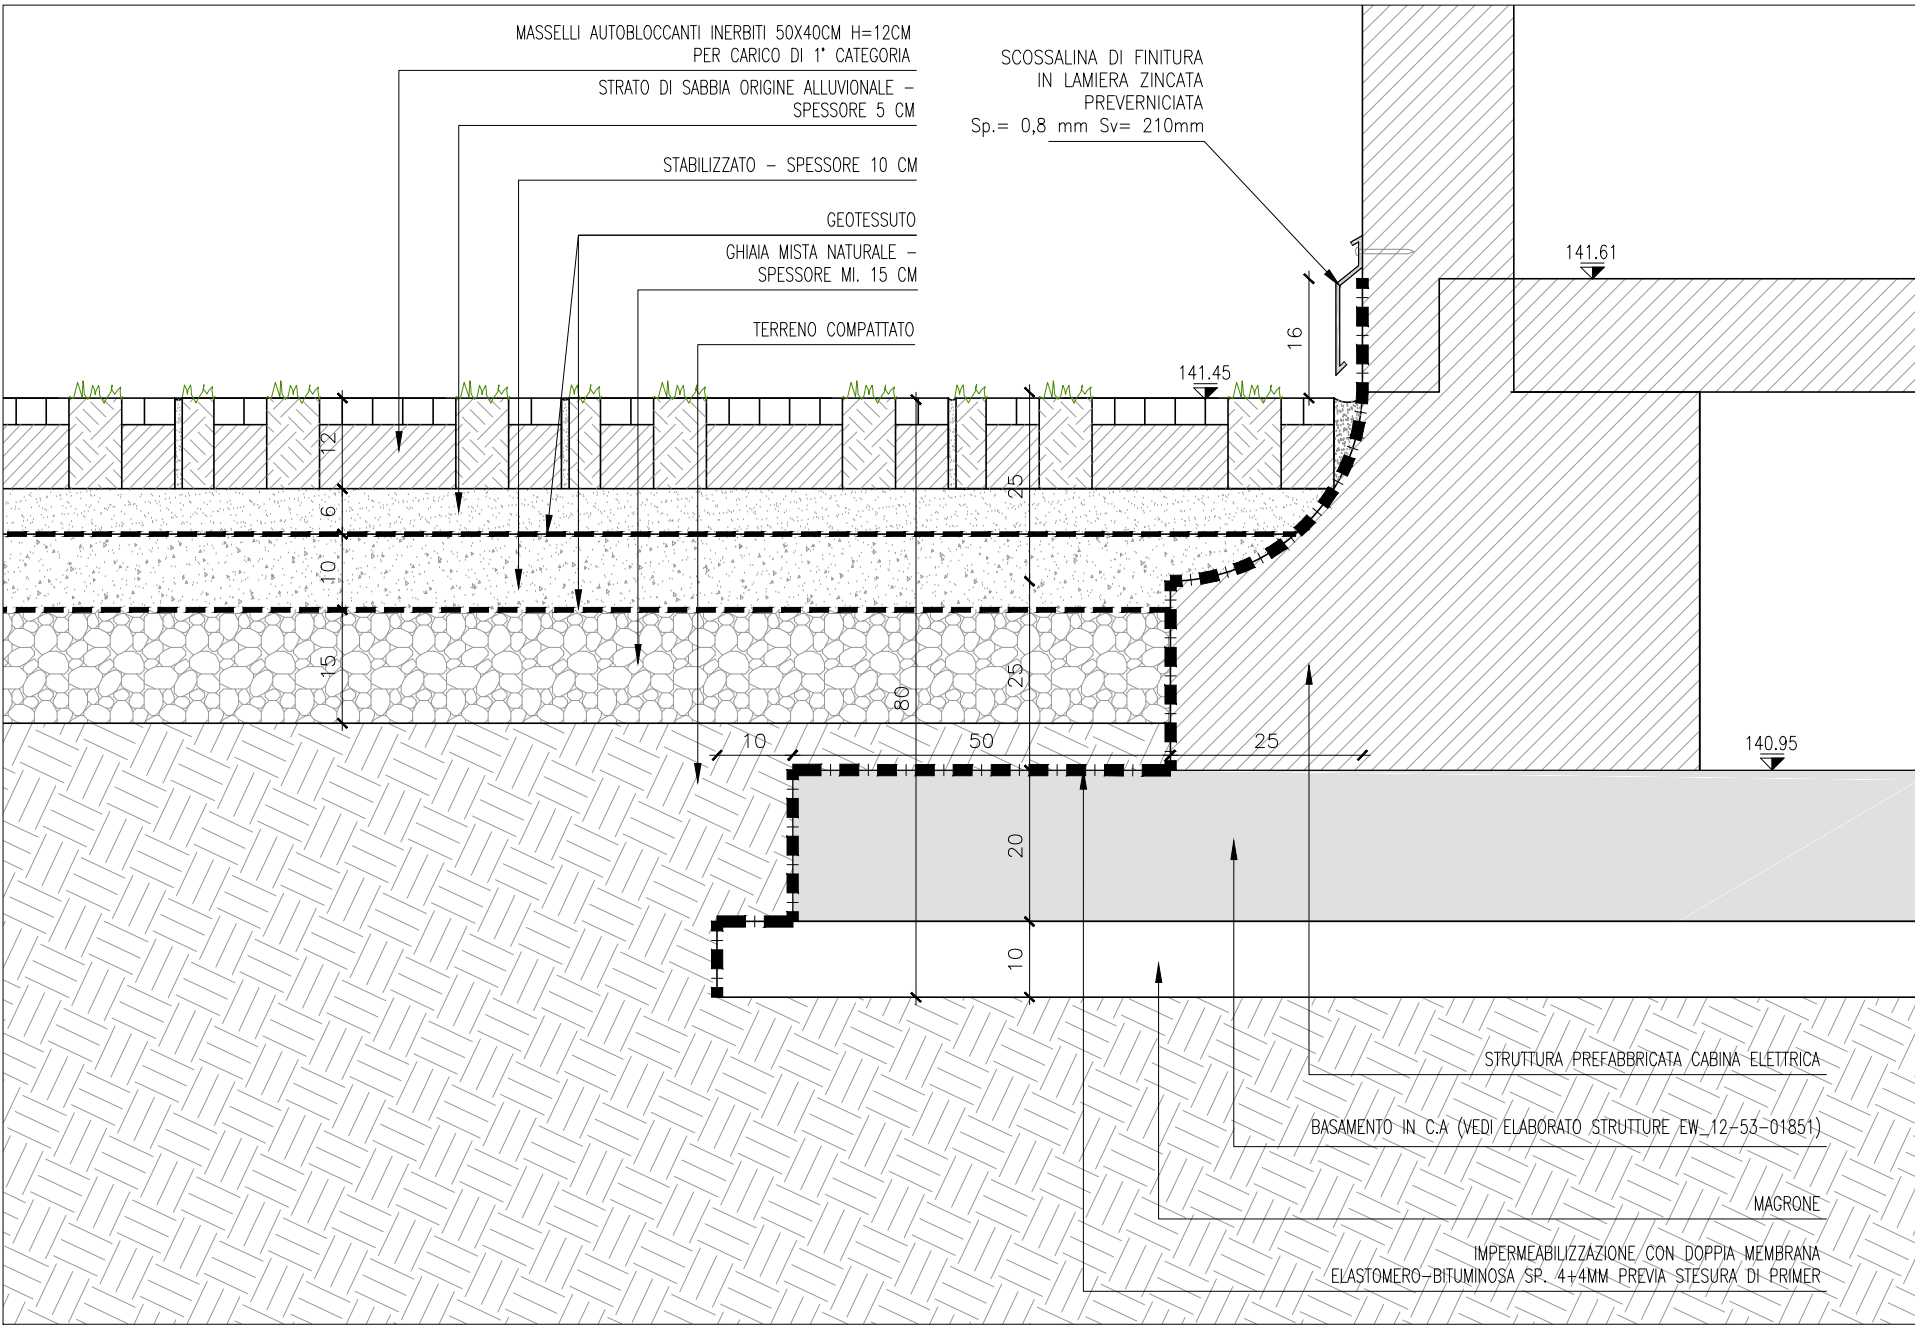 MASSELLI AUTOBLOCCANTI INERBITI 50X40CM H=12CM
PER CARICO DI 1° CATEGORIA
STRATO DI SABBIA ORIGINE ALLUVIONALE –
SPESSORE 5 CM
STABILIZZATO – SPESSORE 10 CM
GEOTESSUTO
GHIAIA MISTA NATURALE –
SPESSORE MI. 15 CM
TERRENO COMPATTATO
SCOSSALINA DI FINITURA
IN LAMIERA ZINCATA
PREVERNICIATA
Sp.= 0,8 mm Sv= 210mm
141.61
16
141.45
12
6
10
15
25
25
80
10
50
25
140.95
20
10
STRUTTURA PREFABBRICATA CABINA ELETTRICA
BASAMENTO IN C.A (VEDI ELABORATO STRUTTURE EW_12-53-01851)
MAGRONE
IMPERMEABILIZZAZIONE CON DOPPIA MEMBRANA
ELASTOMERO-BITUMINOSA SP. 4+4MM PREVIA STESURA DI PRIMER